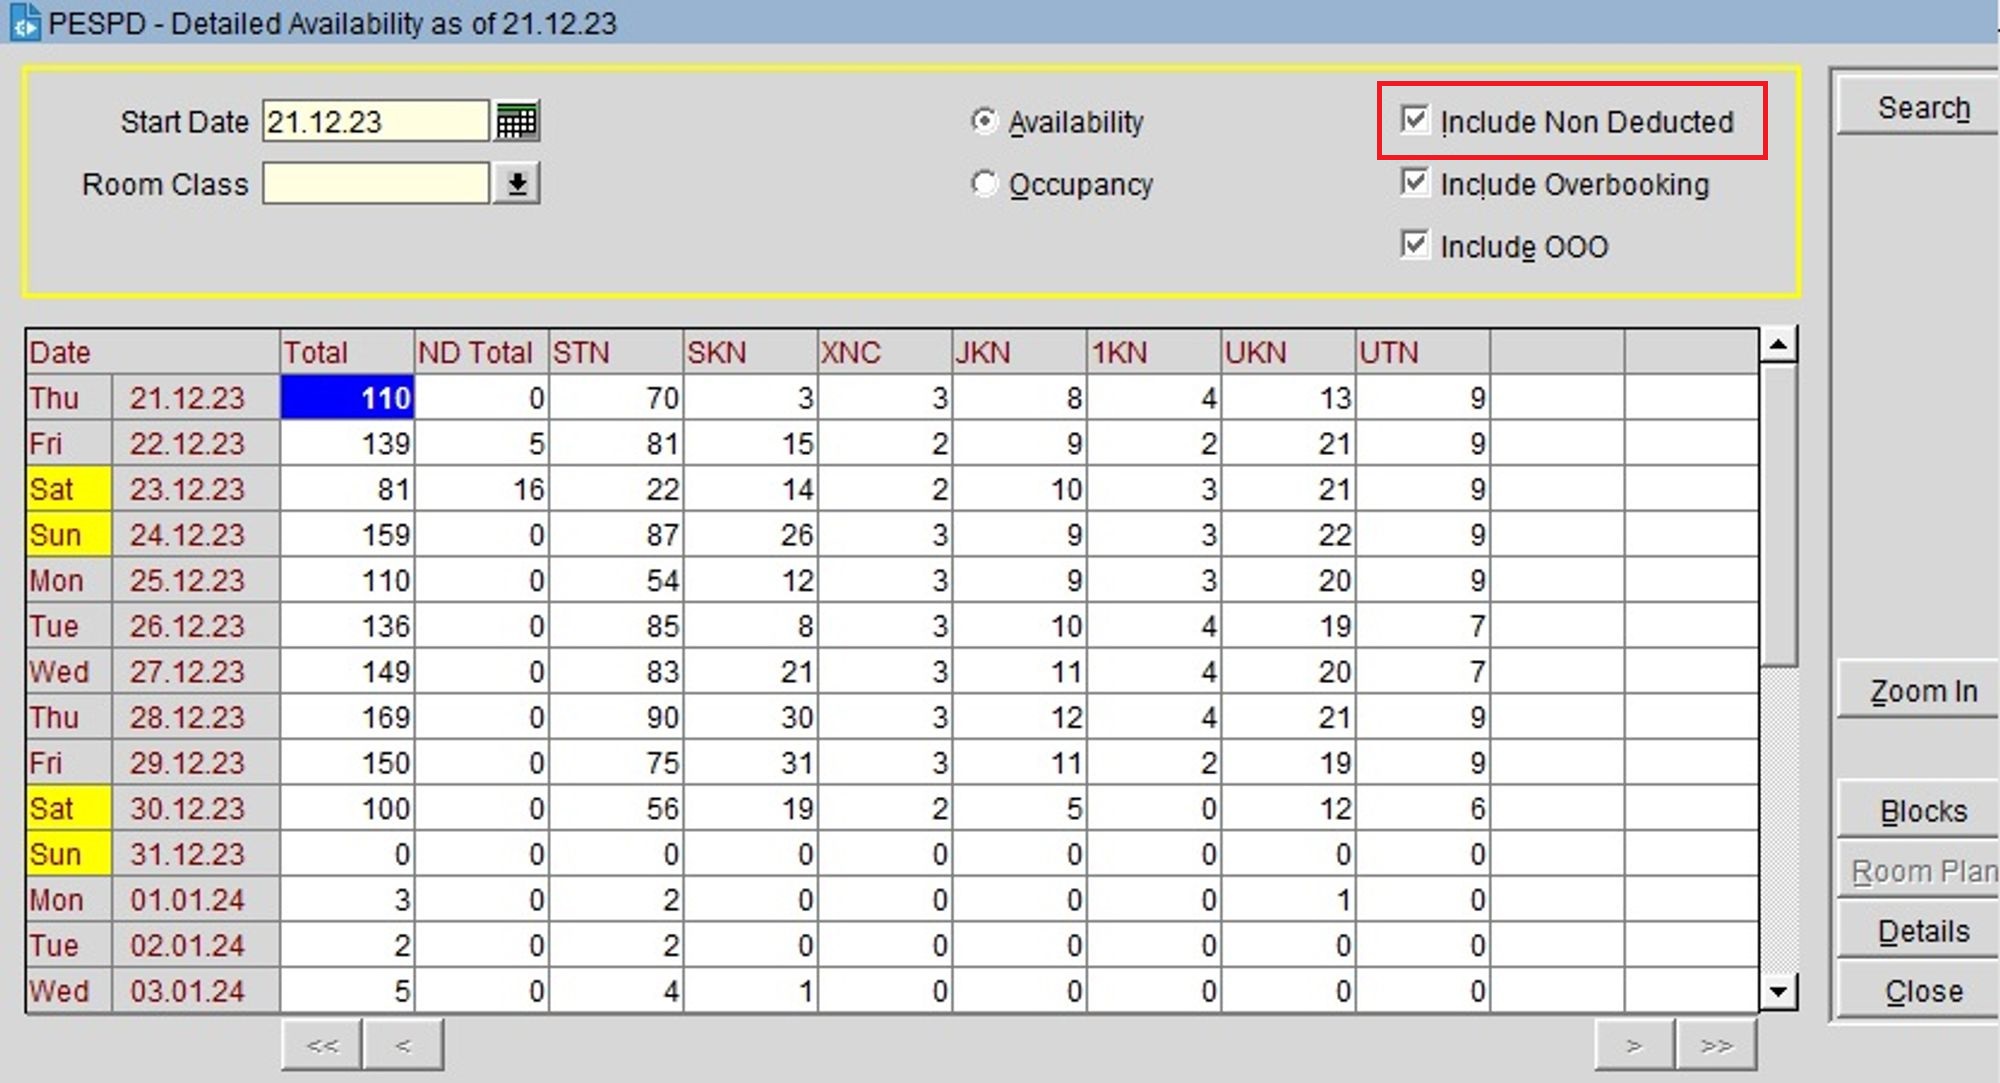 PESPD - Detailed Availability as of 21.12.23
Start Date 21.12.23 Availability Include Non Deducted Search
Room Class Occupancy Include Overbooking
Include OOO
Date Total ND Total STN SKN XNC JKN 1KN UKN UTN
Thu 21.12.23 110 0 70 3 3 8 4 13 9
Fri 22.12.23 139 5 81 15 2 9 2 21 9
Sat 23.12.23 81 16 22 14 2 10 3 21 9
Sun 24.12.23 159 0 87 26 3 9 3 22 9
Mon 25.12.23 110 0 54 12 3 9 3 20 9
Tue 26.12.23 136 0 85 8 3 10 4 19 7
Wed 27.12.23 149 0 83 21 3 11 4 20 7
Thu 28.12.23 169 0 90 30 3 12 4 21 9
Fri 29.12.23 150 0 75 31 3 11 2 19 9
Sat 30.12.23 100 0 56 19 2 5 0 12 6
Sun 31.12.23 0 0 0 0 0 0 0 0 0
Mon 01.01.24 3 0 2 0 0 0 0 1 0
Tue 02.01.24 2 0 2 0 0 0 0 0 0
Wed 03.01.24 5 0 4 1 0 0 0 0 0
<< < > >>
Zoom In
Blocks
Room Plan
Details
Close